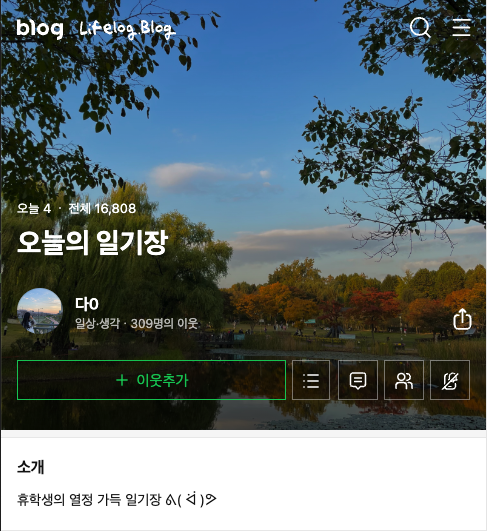 blog Lifelog Blog
오늘 4 · 전체 16,808
오늘의 일기장
다0
일상·생각 · 309명의 이웃
+ 이웃추가
소개
휴학생의 열정 가득 일기장 ᕕ( ᐛ )ᕗ